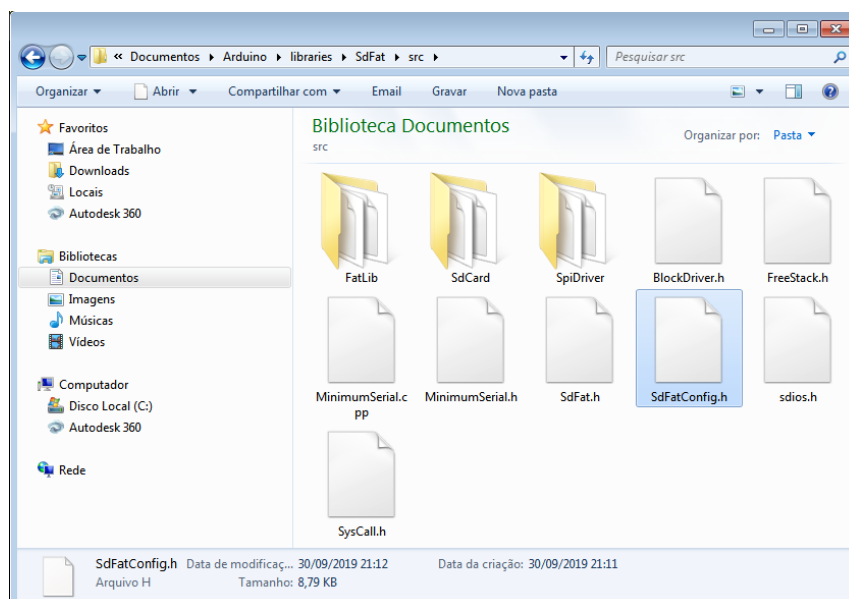 « Documentos ▸ Arduino ▸ libraries ▸ SdFat ▸ src ▸
Pesquisar src
Organizar ▾ Abrir ▾ Compartilhar com ▾ Email Gravar Nova pasta
Favoritos
Área de Trabalho
Downloads
Locais
Autodesk 360
Bibliotecas
Documentos
Imagens
Músicas
Vídeos
Computador
Disco Local (C:)
Autodesk 360
Rede
Biblioteca Documentos
src
Organizar por: Pasta ▾
FatLib
SdCard
SpiDriver
BlockDriver.h
FreeStack.h
MinimumSerial.c
pp
MinimumSerial.h
SdFat.h
SdFatConfig.h
sdios.h
SysCall.h
SdFatConfig.h Data de modificaç... 30/09/2019 21:12 Data da criação: 30/09/2019 21:11
Arquivo H Tamanho: 8,79 KB